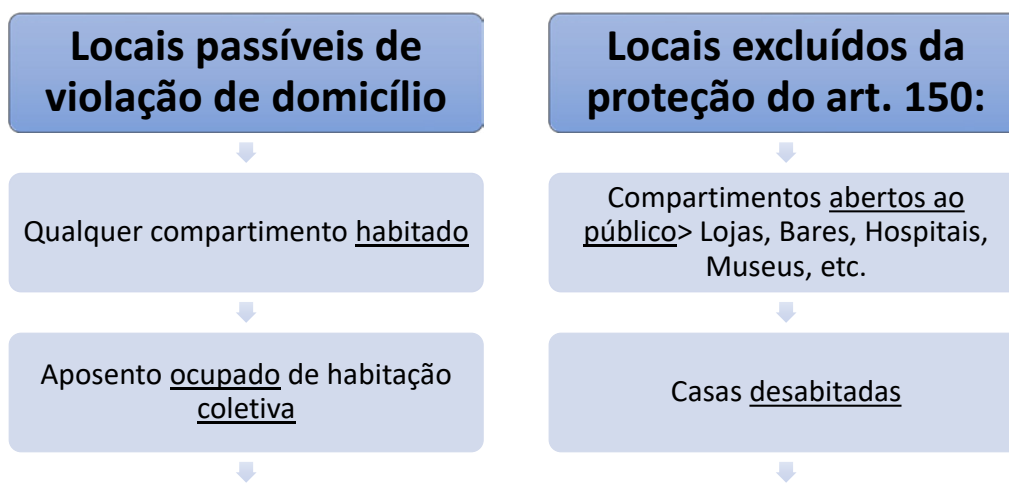 Locais passíveis de
violação de domicílio
Qualquer compartimento habitado
Aposento ocupado de habitação
coletiva
Locais excluídos da
proteção do art. 150:
Compartimentos abertos ao
público> Lojas, Bares, Hospitais,
Museus, etc.
Casas desabitadas